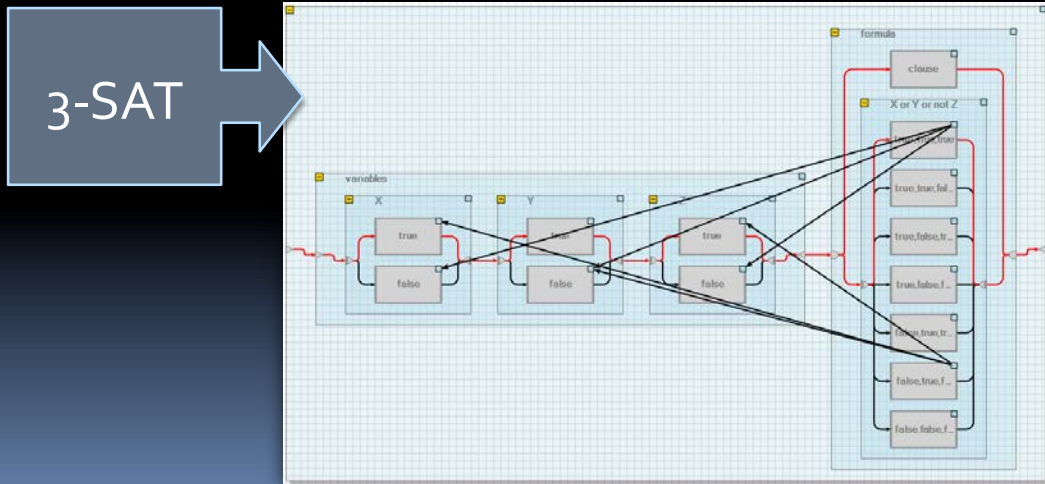 3-SAT
formula
clause
X or Y or not Z
true,true,true
true,true,fal...
true,false,tr...
true,false,f...
false,true,tr...
false,true,f...
false,false,f...
variables
X
true
false
Y
true
false
true
false